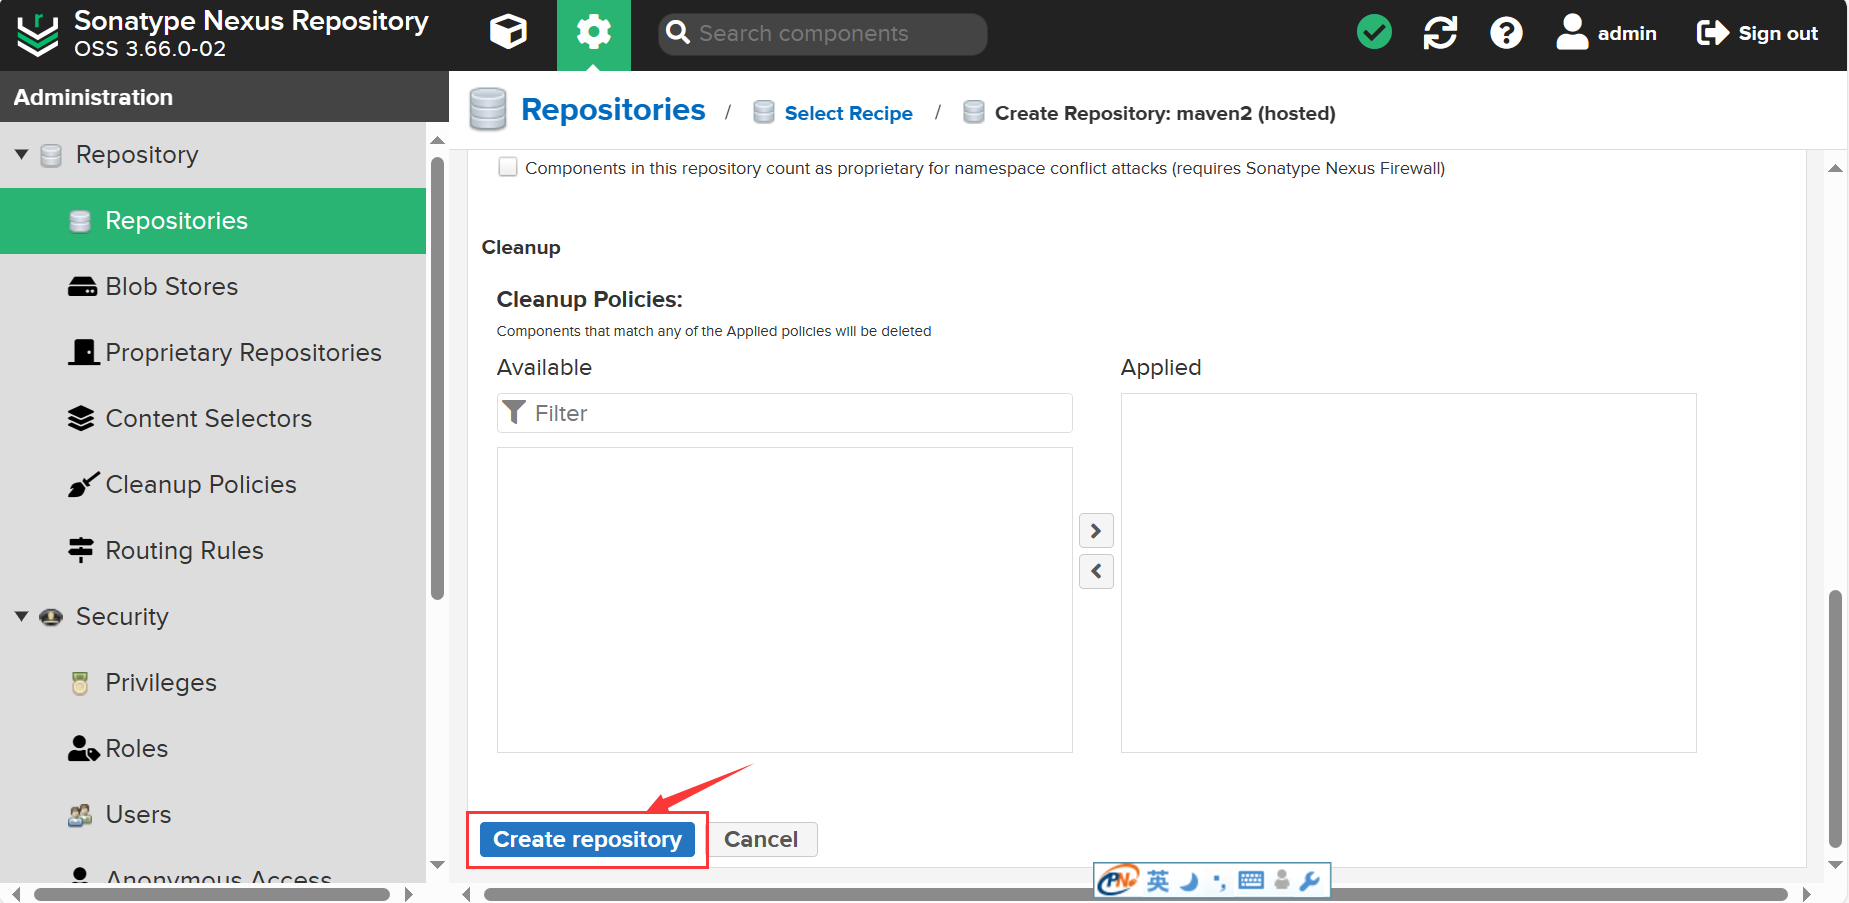 Sonatype Nexus Repository
OSS 3.66.0-02
Search components
admin
Sign out
Administration
Repositories / Select Recipe / Create Repository: maven2 (hosted)
Repository
Repositories
Blob Stores
Proprietary Repositories
Content Selectors
Cleanup Policies
Routing Rules
Security
Privileges
Roles
Users
Anonymous Access
Components in this repository count as proprietary for namespace conflict attacks (requires Sonatype Nexus Firewall)
Cleanup
Cleanup Policies:
Components that match any of the Applied policies will be deleted
Available
Applied
Filter
Create repository
Cancel
英